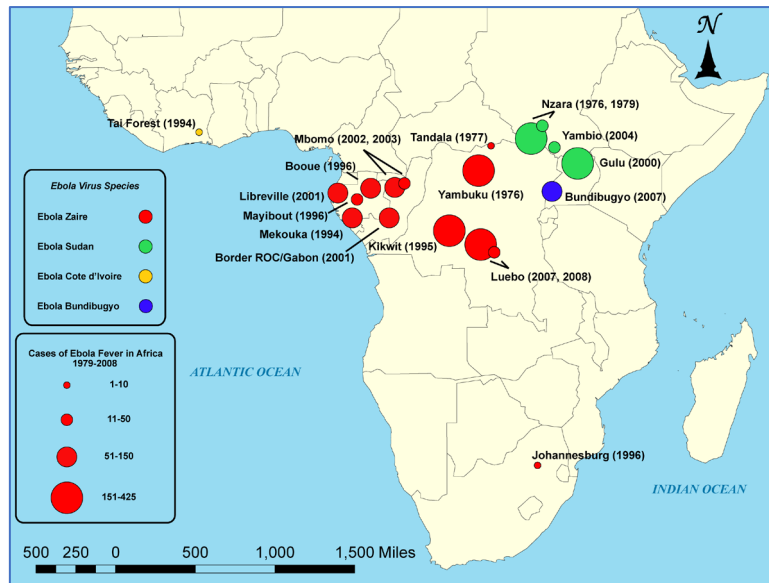 N
Nzara (1976, 1979)
Tai Forest (1994)
Mbomo (2002, 2003)
Tandala (1977)
Yambio (2004)
Booue (1996)
Gulu (2000)
Ebola Virus Species
Libreville (2001)
Yambuku (1976)
Bundibugyo (2007)
Ebola Zaire
Mayibout (1996)
Mekouka (1994)
Ebola Sudan
Kikwit (1995)
Border ROC/Gabon
(2001)
Ebola Cote d'Ivoire
Luebo (2007, 2008)
Ebola Bundibugyo
Cases of Ebola Fever in Africa
1979-2008
ATLANTIC OCEAN
1-10
11-50
51-150
Johannesburg (1996)
INDIAN OCEAN
151-425
500 250 0 500 1,000 1,500 Miles